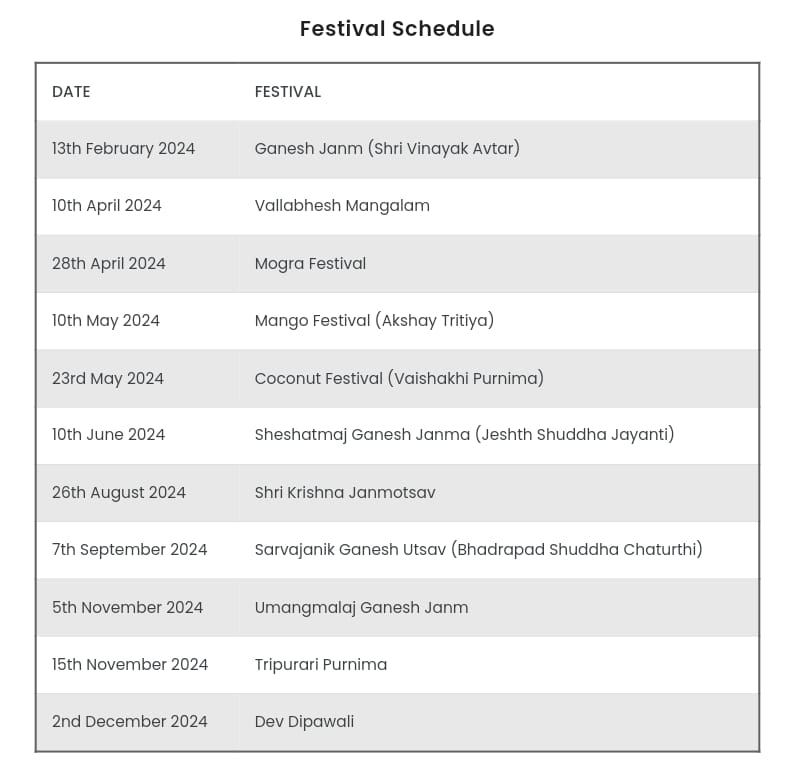 Festival Schedule
DATE FESTIVAL
13th February 2024 Ganesh Janm (Shri Vinayak Avtar)
10th April 2024 Vallabhesh Mangalam
28th April 2024 Mogra Festival
10th May 2024 Mango Festival (Akshay Tritiya)
23rd May 2024 Coconut Festival (Vaishakhi Purnima)
10th June 2024 Sheshatmaj Ganesh Janma (Jeshth Shuddha Jayanti)
26th August 2024 Shri Krishna Janmotsav
7th September 2024 Sarvajanik Ganesh Utsav (Bhadrapad Shuddha Chaturthi)
5th November 2024 Umangmalaj Ganesh Janm
15th November 2024 Tripurari Purnima
2nd December 2024 Dev Dipawali